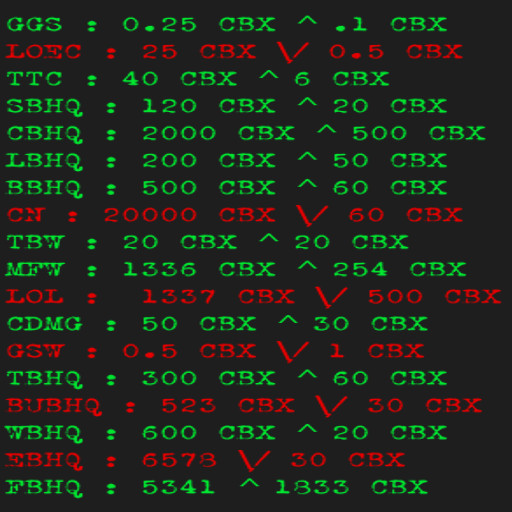 GGS : 0.25 CBX ^ .1 CBX
LOEC : 25 CBX \/ 0.5 CBX
TTC : 40 CBX ^ 6 CBX
SBHQ : 120 CBX ^ 20 CBX
CBHQ : 2000 CBX ^ 500 CBX
LBHQ : 200 CBX ^ 50 CBX
BBHQ : 500 CBX ^ 60 CBX
CN : 20000 CBX \/ 60 CBX
TBW : 20 CBX ^ 20 CBX
MFW : 1336 CBX ^ 254 CBX
LOL : 1337 CBX \/ 500 CBX
CDMG : 50 CBX ^ 30 CBX
GSW : 0.5 CBX \/ 1 CBX
TBHQ : 300 CBX ^ 60 CBX
BUBHQ : 523 CBX \/ 30 CBX
WBHQ : 600 CBX ^ 20 CBX
EBHQ : 6578 \/ 30 CBX
FBHQ : 5341 ^ 1833 CBX